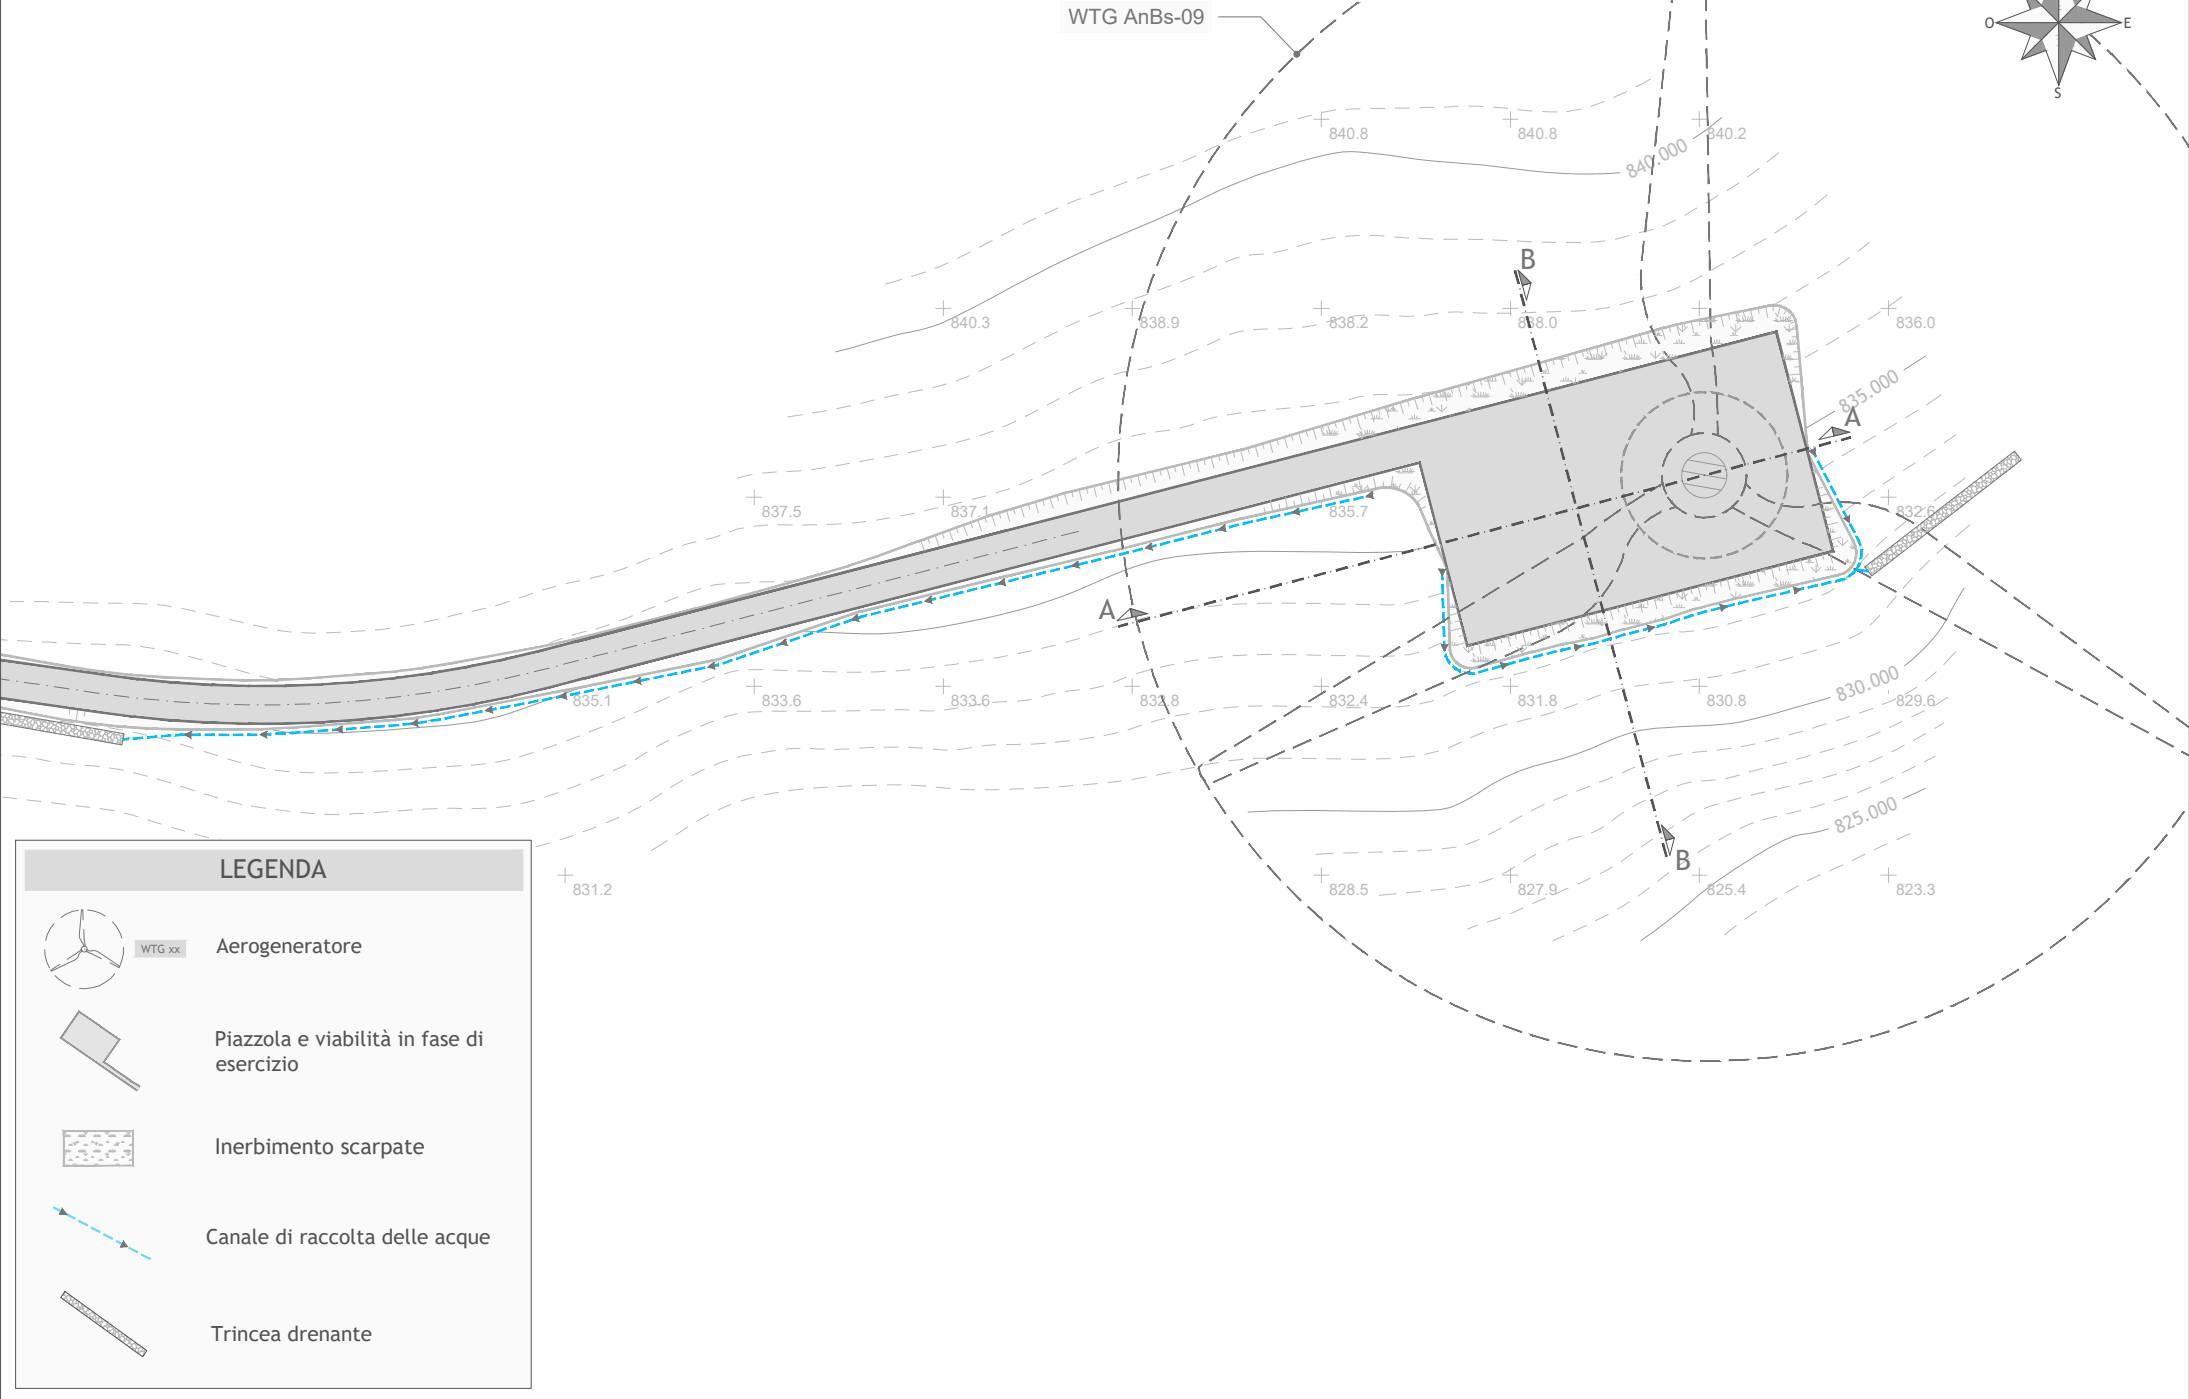 WTG AnBs-09
O
E
S
840.8
840.8
840.2
840.000
B
840.3
838.9
838.2
838.0
836.0
835.000
A
837.5
837.1
835.7
832.6
A
835.1
833.6
833.6
832.8
832.4
831.8
830.8
830.000
829.6
825.000
B
831.2
828.5
827.9
825.4
823.3
LEGENDA
WTG xx
Aerogeneratore
Piazzola e viabilità in fase di
esercizio
Inerbimento scarpate
Canale di raccolta delle acque
Trincea drenante